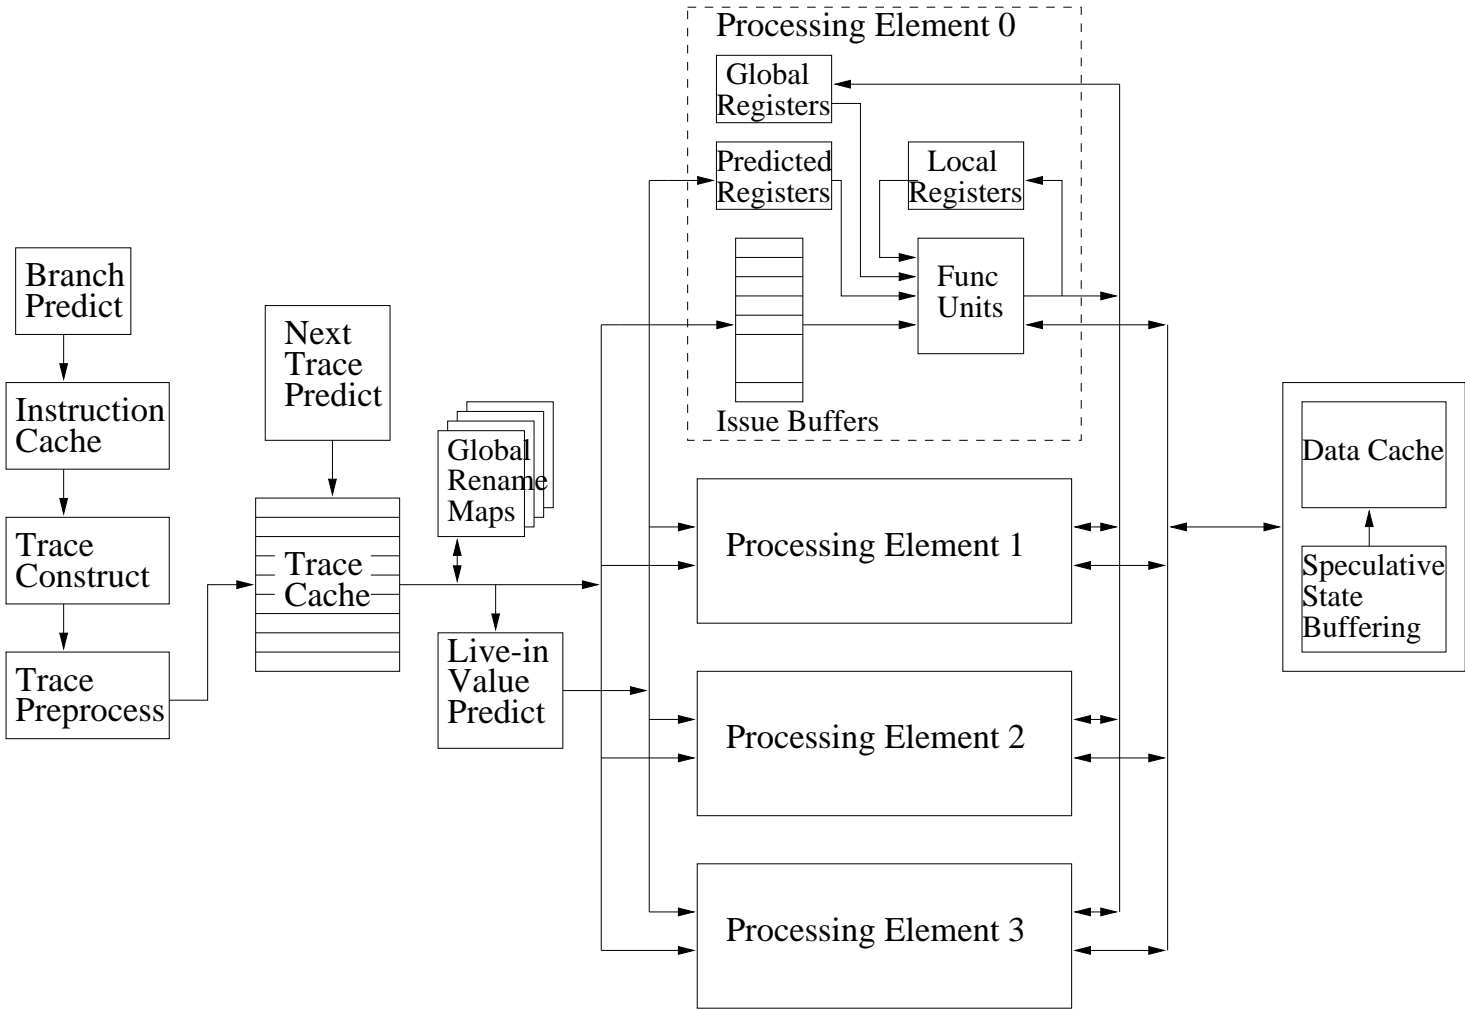 Processing Element 0
Global
Registers
Predicted
Registers
Local
Registers
Func
Units
Issue Buffers
Branch
Predict
Instruction
Cache
Trace
Construct
Trace
Preprocess
Next
Trace
Predict
Trace
Cache
Global
Rename
Maps
Live-in
Value
Predict
Processing Element 1
Processing Element 2
Processing Element 3
Data Cache
Speculative
State
Buffering